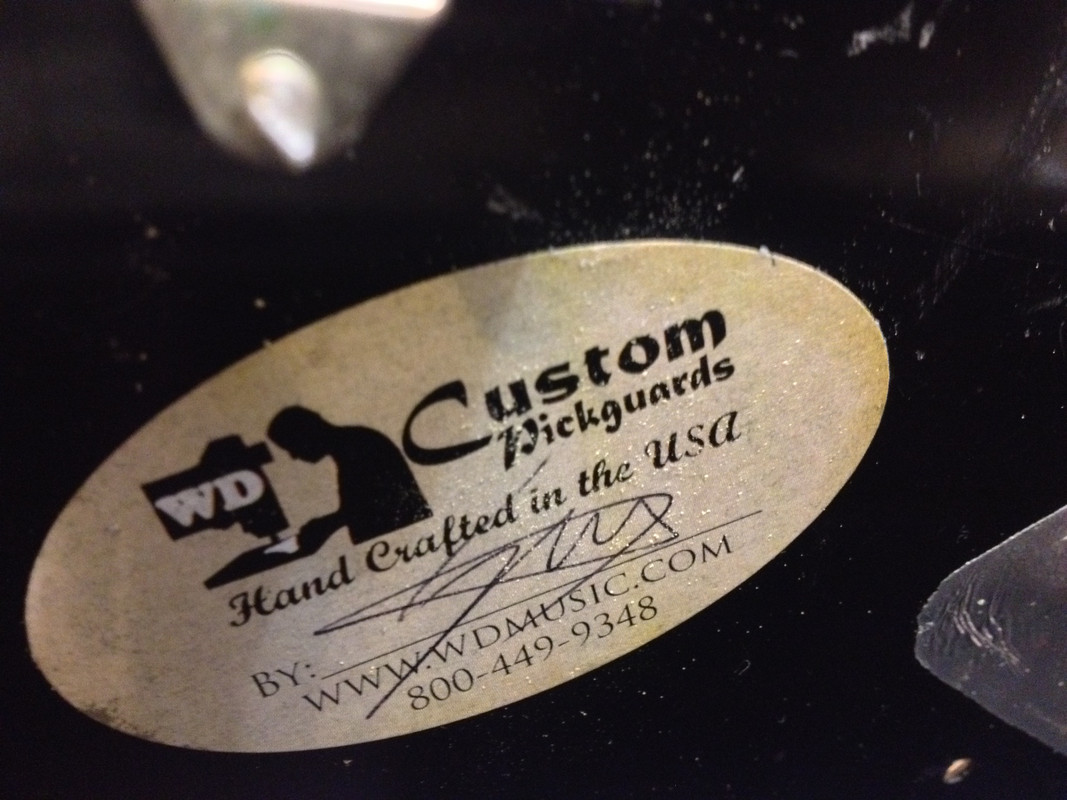 WD
Custom
Pickguards
Hand Crafted in the USA
BY:
WWW.WDMUSIC.COM
800-449-9348